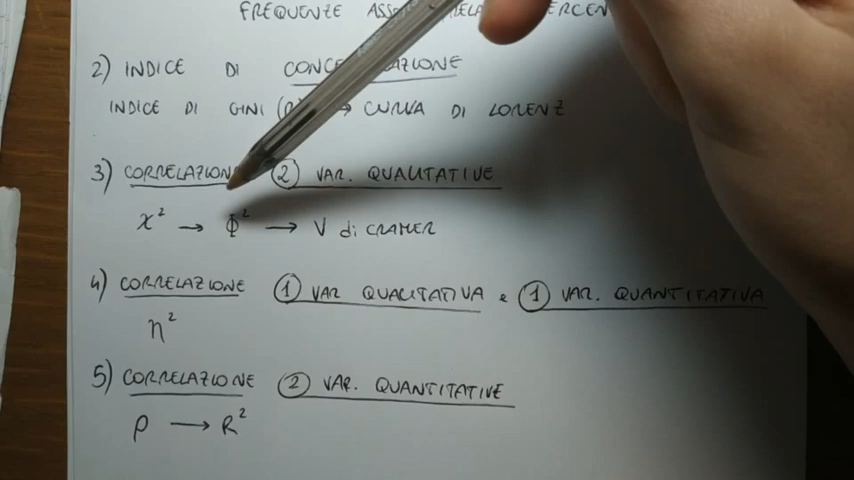 FREQUENZE
2) INDICE DI
INDICE DI GINI → CURVA DI LORENZ
3) CORRELAZIONE ② VAR. QUALITATIVE
χ² → Φ² → V di CRAMER
4) CORRELAZIONE ① VAR QUALITATIVA e ① VAR. QUANTITATIVA
η²
5) CORRELAZIONE ② VAR. QUANTITATIVE
ρ → R²